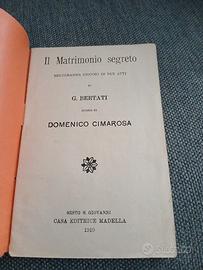 Il Matrimonio segreto
MELODRAMMA GIOCOSO IN DUE ATTI
DI
G. BERTATI
MUSICA DI
DOMENICO CIMAROSA
SESTO S. GIOVANNI
CASA EDITRICE MADELLA
1910
subito